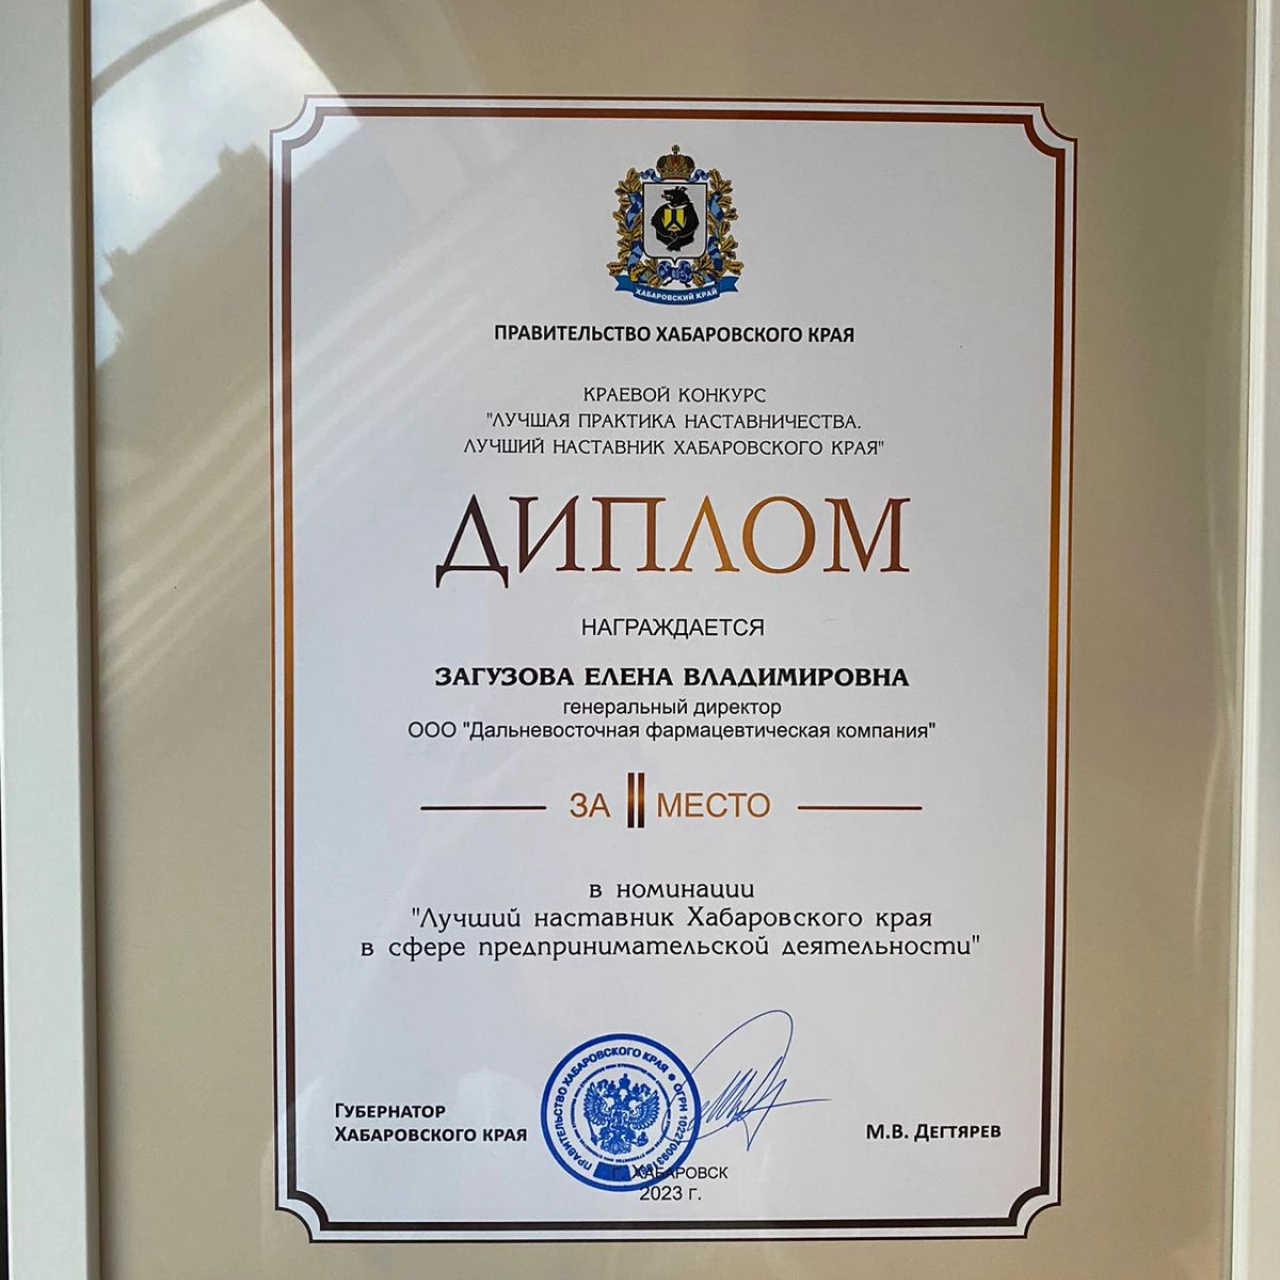 ХАБАРОВСКИЙ КРАЙ
ПРАВИТЕЛЬСТВО ХАБАРОВСКОГО КРАЯ
КРАЕВОЙ КОНКУРС
"ЛУЧШАЯ ПРАКТИКА НАСТАВНИЧЕСТВА.
ЛУЧШИЙ НАСТАВНИК ХАБАРОВСКОГО КРАЯ"
ДИПЛОМ
НАГРАЖДАЕТСЯ
ЗАГУЗОВА ЕЛЕНА ВЛАДИМИРОВНА
генеральный директор
ООО "Дальневосточная фармацевтическая компания"
ЗА II МЕСТО
в номинации
"Лучший наставник Хабаровского края
в сфере предпринимательской деятельности"
ГУБЕРНАТОР
ХАБАРОВСКОГО КРАЯ
ПРАВИТЕЛЬСТВО ХАБАРОВСКОГО КРАЯ ОГРН
М.В. ДЕГТЯРЕВ
Г. ХАБАРОВСК
2023 г.